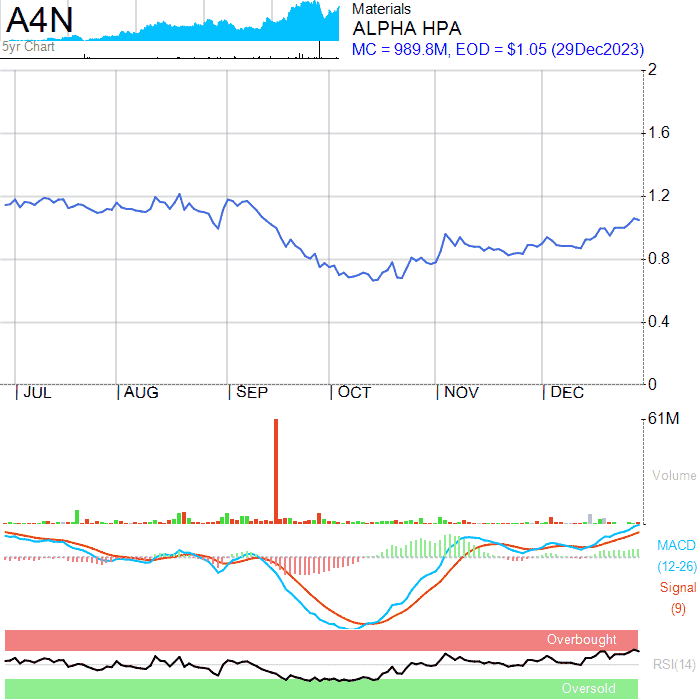 A4N
5yr Chart
Materials
ALPHA HPA
MC = 989.8M, EOD = $1.05 (29Dec2023)
2
1.6
1.2
0.8
0.4
0
JUL AUG SEP OCT NOV DEC
61M
Volume
MACD
(12-26)
Signal
(9)
Overbought
RSI(14)
Oversold